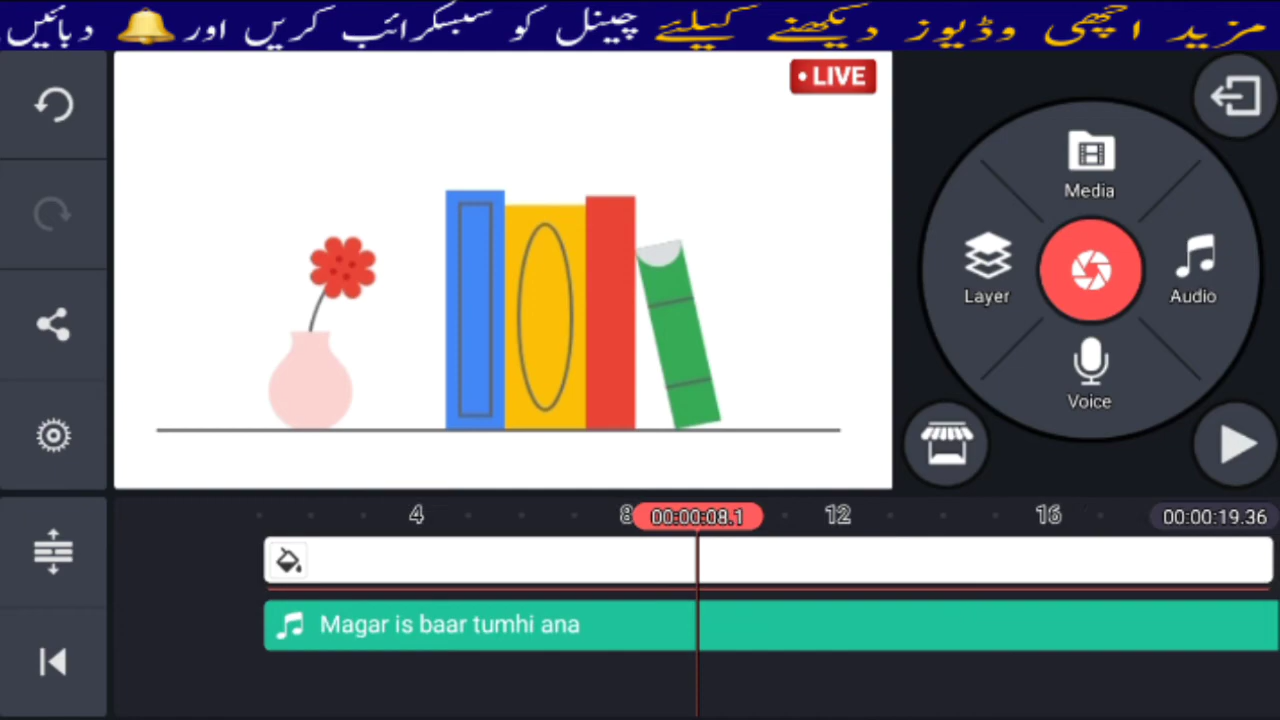 مزید اچھی وڈیوز دیکھنے کیلئے چینل کو سبسکرائب کریں اور دبائیں
LIVE
Media
Layer
Audio
Voice
4
8
00:00:08.1
12
16
00:00:19.36
Magar is baar tumhi ana